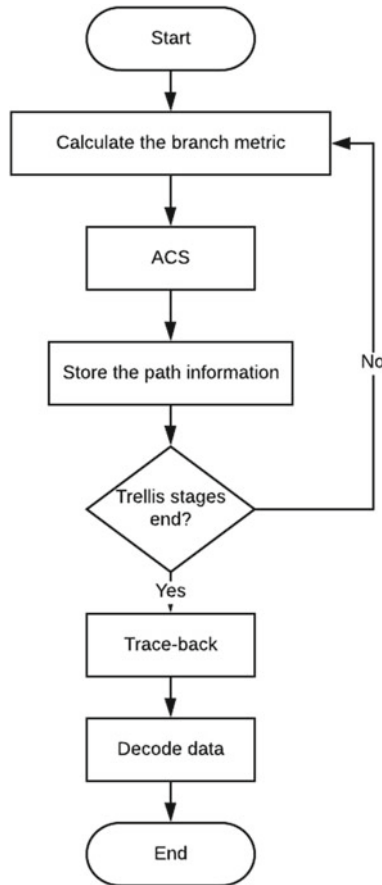 Start
Calculate the branch metric
ACS
Store the path information
No
Trellis stages
end?
Yes
Trace-back
Decode data
End